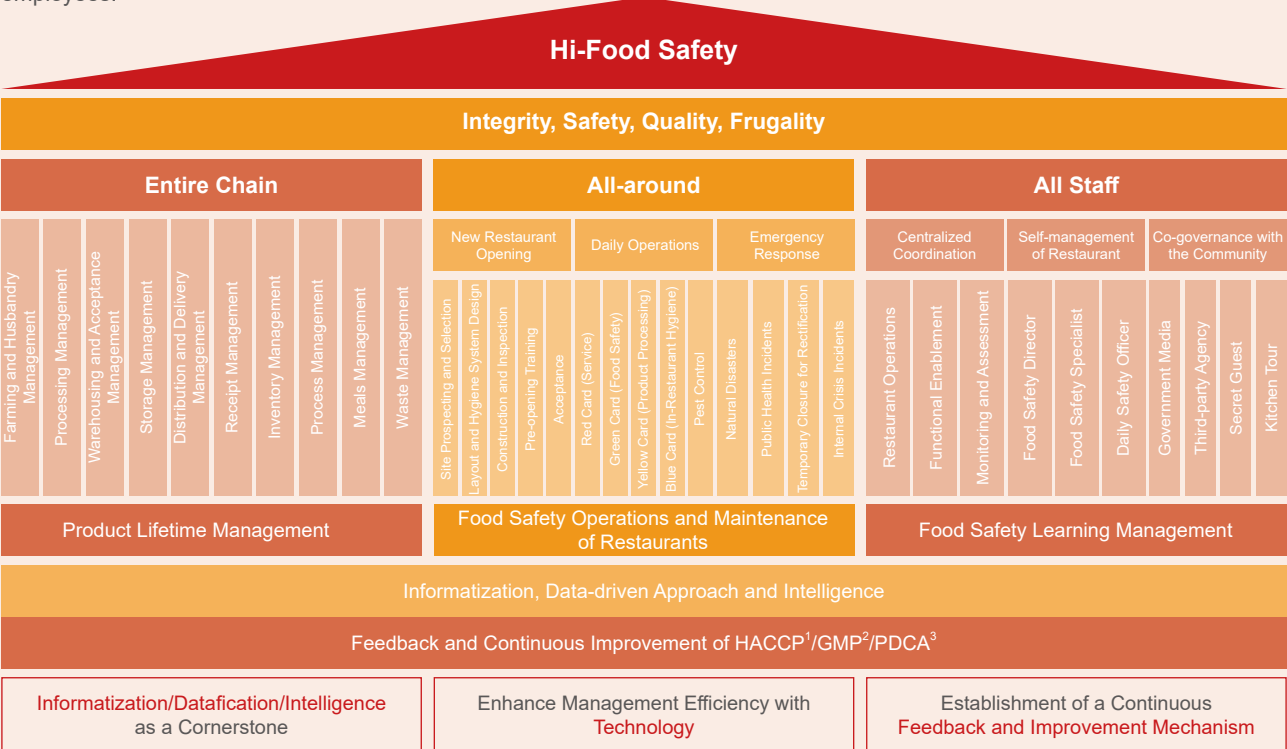 employees.
Hi-Food Safety
Integrity, Safety, Quality, Frugality
Entire Chain
All-around
All Staff
Farming and Husbandry
Management
Processing Management
Warehousing and Acceptance
Management
Storage Management
Distribution and Delivery
Management
Receipt Management
Inventory Management
Process Management
Meals Management
Waste Management
New Restaurant
Opening
Daily Operations
Emergency
Response
Site Prospecting and Selection
Layout and Hygiene System Design
Construction and Inspection
Pre-opening Training
Acceptance
Red Card (Service)
Green Card (Food Safety)
Yellow Card (Product Processing)
Blue Card (In-Restaurant Hygiene)
Pest Control
Natural Disasters
Public Health Incidents
Temporary Closure for Rectification
Internal Crisis Incidents
Centralized
Coordination
Self-management
of Restaurant
Co-governance with
the Community
Restaurant Operations
Functional Enablement
Monitoring and Assessment
Food Safety Director
Food Safety Specialist
Daily Safety Officer
Government Media
Third-party Agency
Secret Guest
Kitchen Tour
Product Lifetime Management
Food Safety Operations and Maintenance
of Restaurants
Food Safety Learning Management
Informatization, Data-driven Approach and Intelligence
Feedback and Continuous Improvement of HACCP¹/GMP²/PDCA³
Informatization/Datafication/Intelligence
as a Cornerstone
Enhance Management Efficiency with
Technology
Establishment of a Continuous
Feedback and Improvement Mechanism